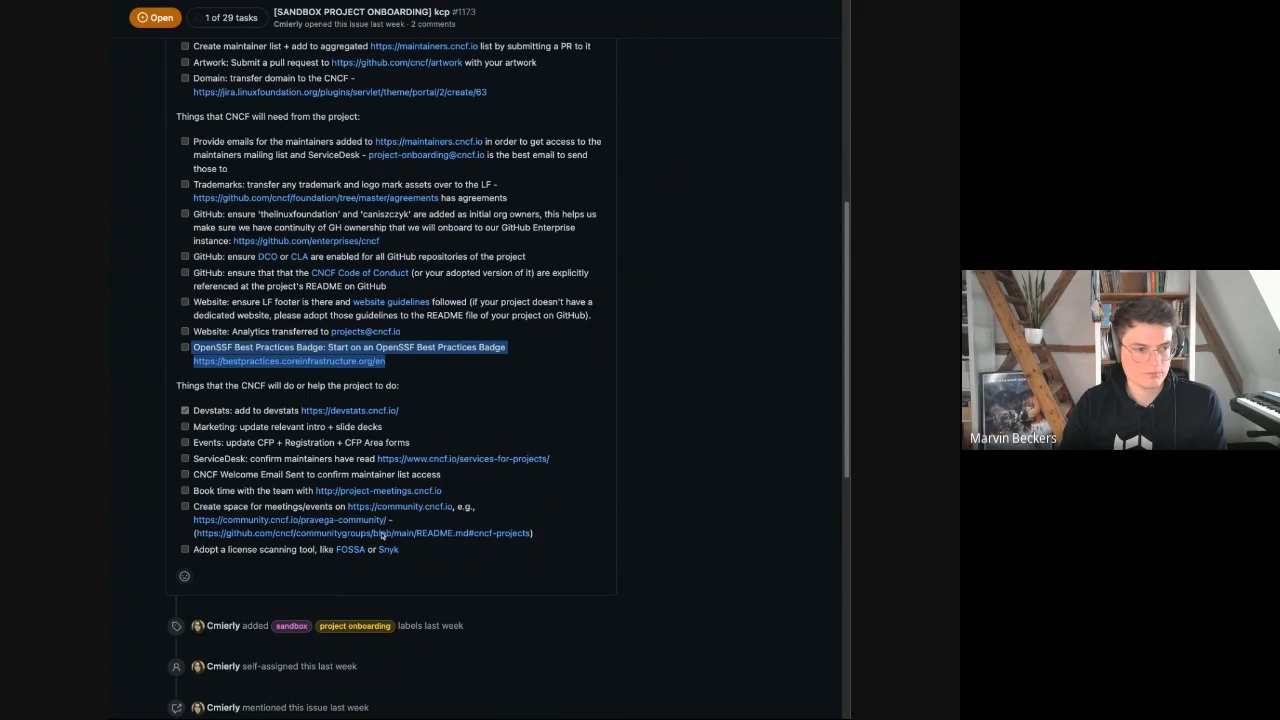 Open
1 of 29 tasks
[SANDBOX PROJECT ONBOARDING] kcp #1173
Cmierly opened this issue last week · 2 comments
Create maintainer list + add to aggregated https://maintainers.cncf.io list by submitting a PR to it
Artwork: Submit a pull request to https://github.com/cncf/artwork with your artwork
Domain: transfer domain to the CNCF -
https://jira.linuxfoundation.org/plugins/servlet/theme/portal/2/create/63
Things that CNCF will need from the project:
Provide emails for the maintainers added to https://maintainers.cncf.io in order to get access to the
maintainers mailing list and ServiceDesk - project-onboarding@cncf.io is the best email to send
those to
Trademarks: transfer any trademark and logo mark assets over to the LF -
https://github.com/cncf/foundation/tree/master/agreements has agreements
GitHub: ensure 'thelinuxfoundation' and 'caniszczyk' are added as initial org owners, this helps us
make sure we have continuity of GH ownership that we will onboard to our GitHub Enterprise
instance: https://github.com/enterprises/cncf
GitHub: ensure DCO or CLA are enabled for all GitHub repositories of the project
GitHub: ensure that that the CNCF Code of Conduct (or your adopted version of it) are explicitly
referenced at the project's README on GitHub
Website: ensure LF footer is there and website guidelines followed (if your project doesn't have a
dedicated website, please adopt those guidelines to the README file of your project on GitHub).
Website: Analytics transferred to projects@cncf.io
OpenSSF Best Practices Badge: Start on an OpenSSF Best Practices Badge
https://bestpractices.coreinfrastructure.org/en
Things that the CNCF will do or help the project to do:
Devstats: add to devstats https://devstats.cncf.io/
Marketing: update relevant intro + slide decks
Events: update CFP + Registration + CFP Area forms
ServiceDesk: confirm maintainers have read https://www.cncf.io/services-for-projects/
CNCF Welcome Email Sent to confirm maintainer list access
Book time with the team with http://project-meetings.cncf.io
Create space for meetings/events on https://community.cncf.io, e.g.,
https://community.cncf.io/pravega-community/ -
(https://github.com/cncf/communitygroups/blob/main/README.md#cncf-projects)
Adopt a license scanning tool, like FOSSA or Snyk
Cmierly added sandbox project onboarding labels last week
Cmierly self-assigned this last week
Cmierly mentioned this issue last week
Marvin Beckers